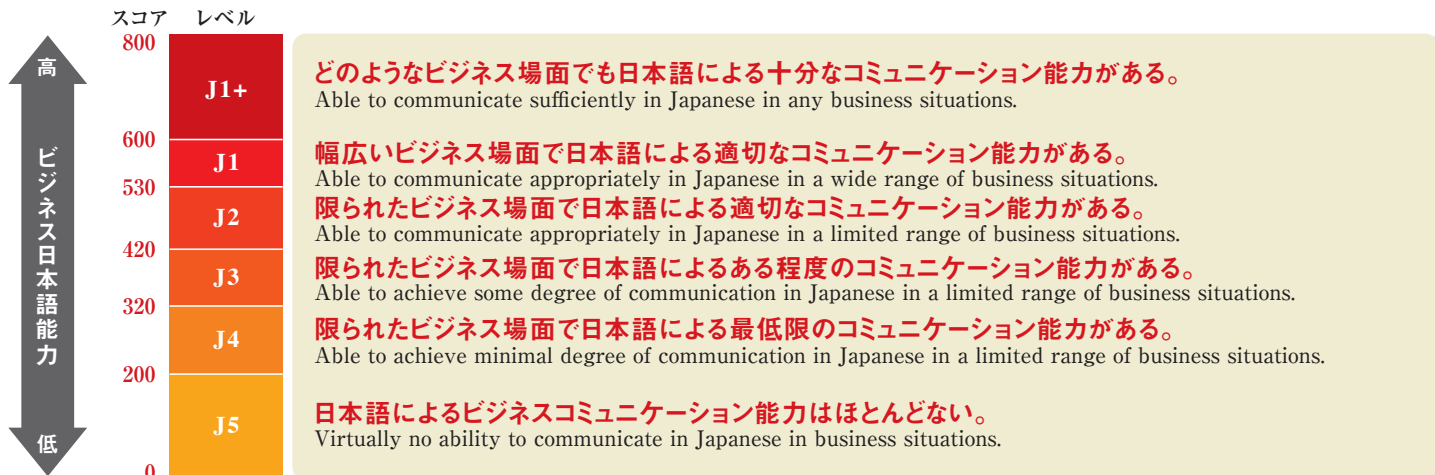 スコア レベル
高
ビジネス日本語能力
低
800
J1+
どのようなビジネス場面でも日本語による十分なコミュニケーション能力がある。
Able to communicate sufficiently in Japanese in any business situations.
600
J1
幅広いビジネス場面で日本語による適切なコミュニケーション能力がある。
Able to communicate appropriately in Japanese in a wide range of business situations.
530
J2
限られたビジネス場面で日本語による適切なコミュニケーション能力がある。
Able to communicate appropriately in Japanese in a limited range of business situations.
420
J3
限られたビジネス場面で日本語によるある程度のコミュニケーション能力がある。
Able to achieve some degree of communication in Japanese in a limited range of business situations.
320
J4
限られたビジネス場面で日本語による最低限のコミュニケーション能力がある。
Able to achieve minimal degree of communication in Japanese in a limited range of business situations.
200
J5
日本語によるビジネスコミュニケーション能力はほとんどない。
Virtually no ability to communicate in Japanese in business situations.
0